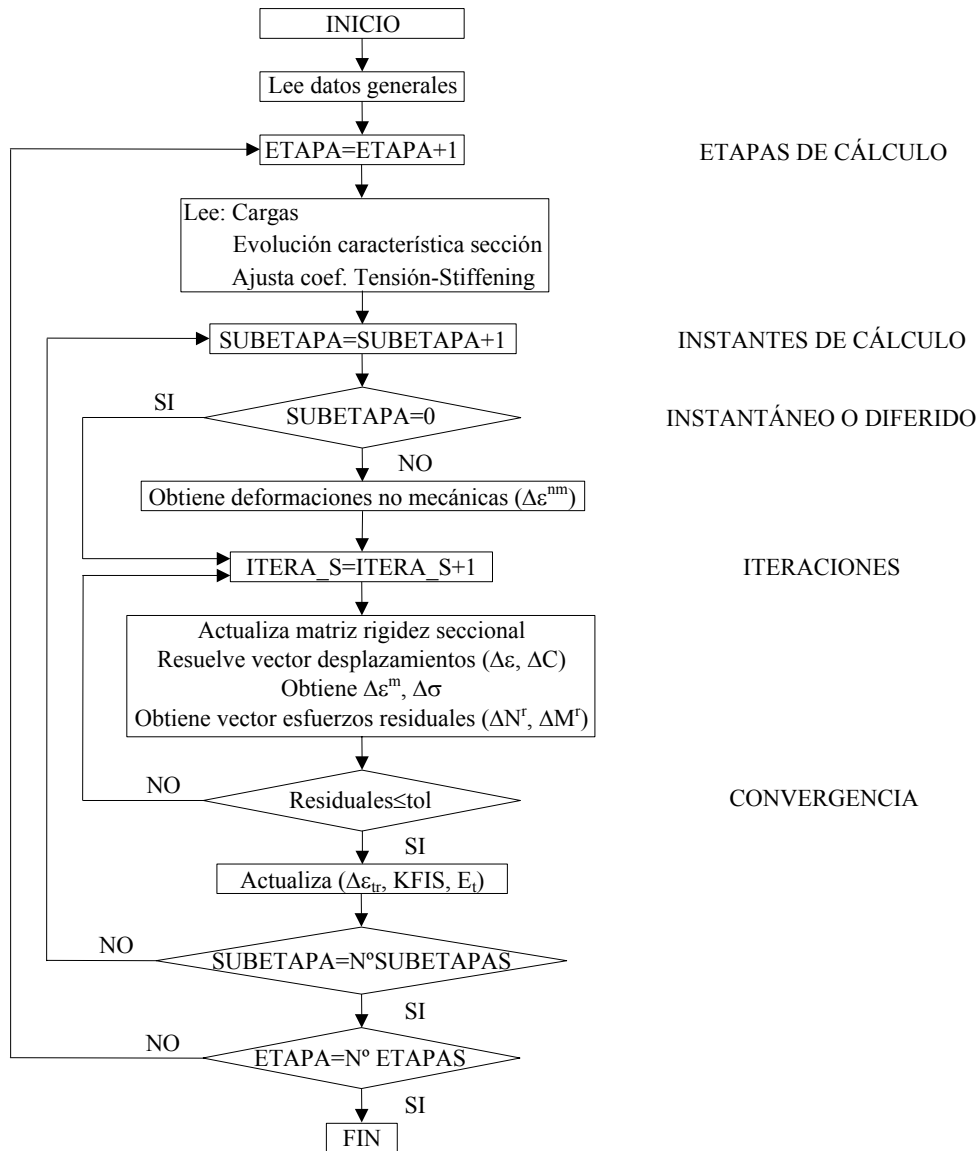 INICIO
Lee datos generales
ETAPA=ETAPA+1
ETAPAS DE CÁLCULO
Lee: Cargas
Evolución característica sección
Ajusta coef. Tensión-Stiffening
SUBETAPA=SUBETAPA+1
INSTANTES DE CÁLCULO
SI
SUBETAPA=0
INSTANTÁNEO O DIFERIDO
NO
Obtiene deformaciones no mecánicas (Δε^nm)
ITERA_S=ITERA_S+1
ITERACIONES
Actualiza matriz rigidez seccional
Resuelve vector desplazamientos (Δε, ΔC)
Obtiene Δε^m, Δσ
Obtiene vector esfuerzos residuales (ΔN^r, ΔM^r)
NO
Residuales≤tol
CONVERGENCIA
SI
Actualiza (Δε_tr, KFIS, E_t)
NO
SUBETAPA=NºSUBETAPAS
SI
NO
ETAPA=Nº ETAPAS
SI
FIN